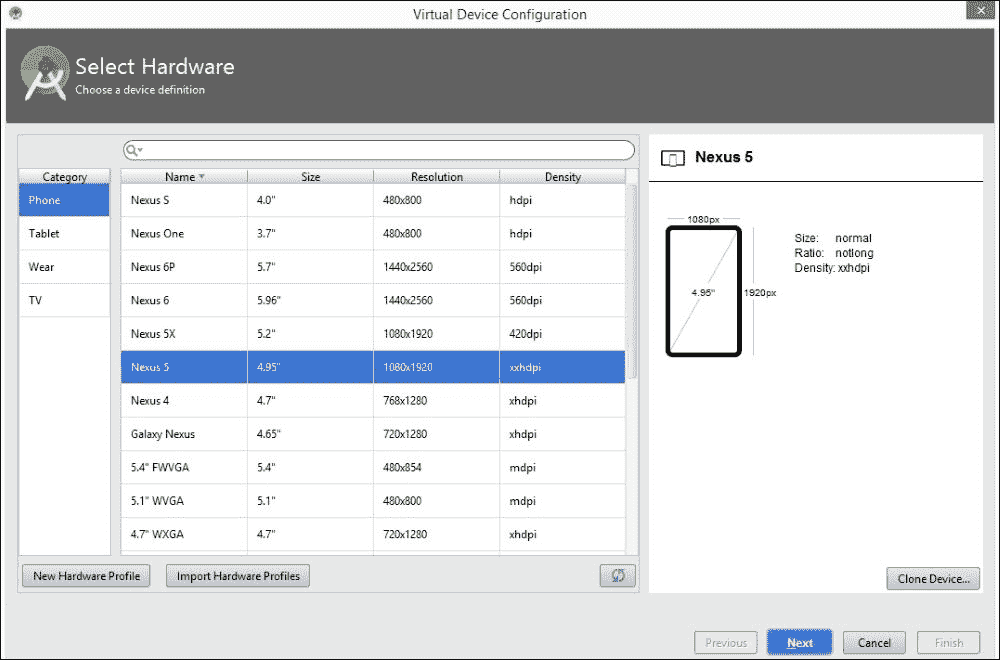 Virtual Device Configuration
Select Hardware
Choose a device definition
Category
Phone
Tablet
Wear
TV
Name Size Resolution Density
Nexus S 4.0" 480x800 hdpi
Nexus One 3.7" 480x800 hdpi
Nexus 6P 5.7" 1440x2560 560dpi
Nexus 6 5.96" 1440x2560 560dpi
Nexus 5X 5.2" 1080x1920 420dpi
Nexus 5 4.95" 1080x1920 xxhdpi
Nexus 4 4.7" 768x1280 xhdpi
Galaxy Nexus 4.65" 720x1280 xhdpi
5.4" FWVGA 5.4" 480x854 mdpi
5.1" WVGA 5.1" 480x800 mdpi
4.7" WXGA 4.7" 720x1280 xhdpi
New Hardware Profile Import Hardware Profiles
Nexus 5
1080px
4.95"
1920px
Size: normal
Ratio: notlong
Density: xxhdpi
Clone Device...
Previous Next Cancel Finish